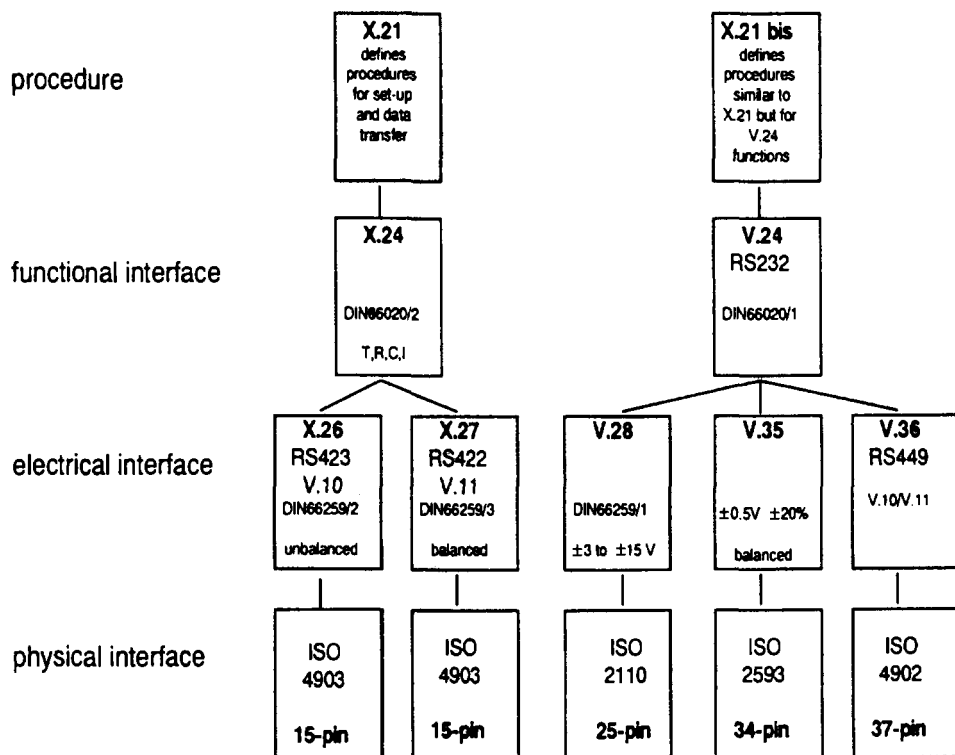 procedure
X.21
defines
procedures
for set-up
and data
transfer
X.21 bis
defines
procedures
similar to
X.21 but for
V.24
functions
functional interface
X.24
DIN66020/2
T,R,C,I
V.24
RS232
DIN66020/1
electrical interface
X.26
RS423
V.10
DIN66259/2
unbalanced
X.27
RS422
V.11
DIN66259/3
balanced
V.28
DIN66259/1
±3 to ±15 V
V.35
±0.5V ±20%
balanced
V.36
RS449
V.10/V.11
physical interface
ISO
4903
15-pin
ISO
4903
15-pin
ISO
2110
25-pin
ISO
2593
34-pin
ISO
4902
37-pin